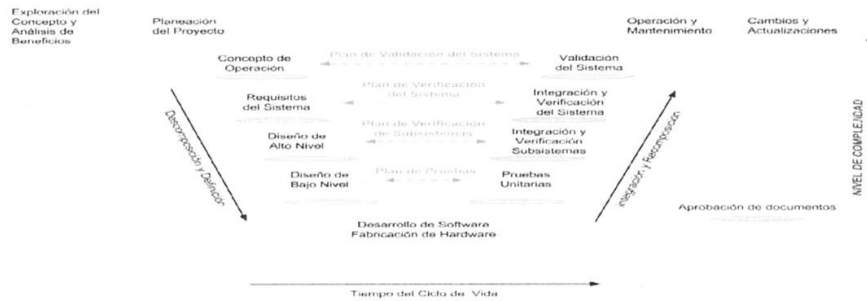 Exploración del
Concepto y
Análisis de
Beneficios
Planeación
del Proyecto
Operación y
Mantenimiento
Cambios y
Actualizaciones
Concepto de
Operación
Plan de Validación del Sistema
Validación
del Sistema
Requisitos
del Sistema
Plan de Verificación
del Sistema
Integración y
Verificación
del Sistema
Diseño de
Alto Nivel
Plan de Verificación
de Subsistemas
Integración y
Verificación
Subsistemas
Diseño de
Bajo Nivel
Plan de Pruebas
Pruebas
Unitarias
Descomposición y Definición
Integración y Recomposición
NIVEL DE COMPLEJIDAD
Aprobación de documentos
Desarrollo de Software
Fabricación de Hardware
Tiempo del Ciclo de Vida